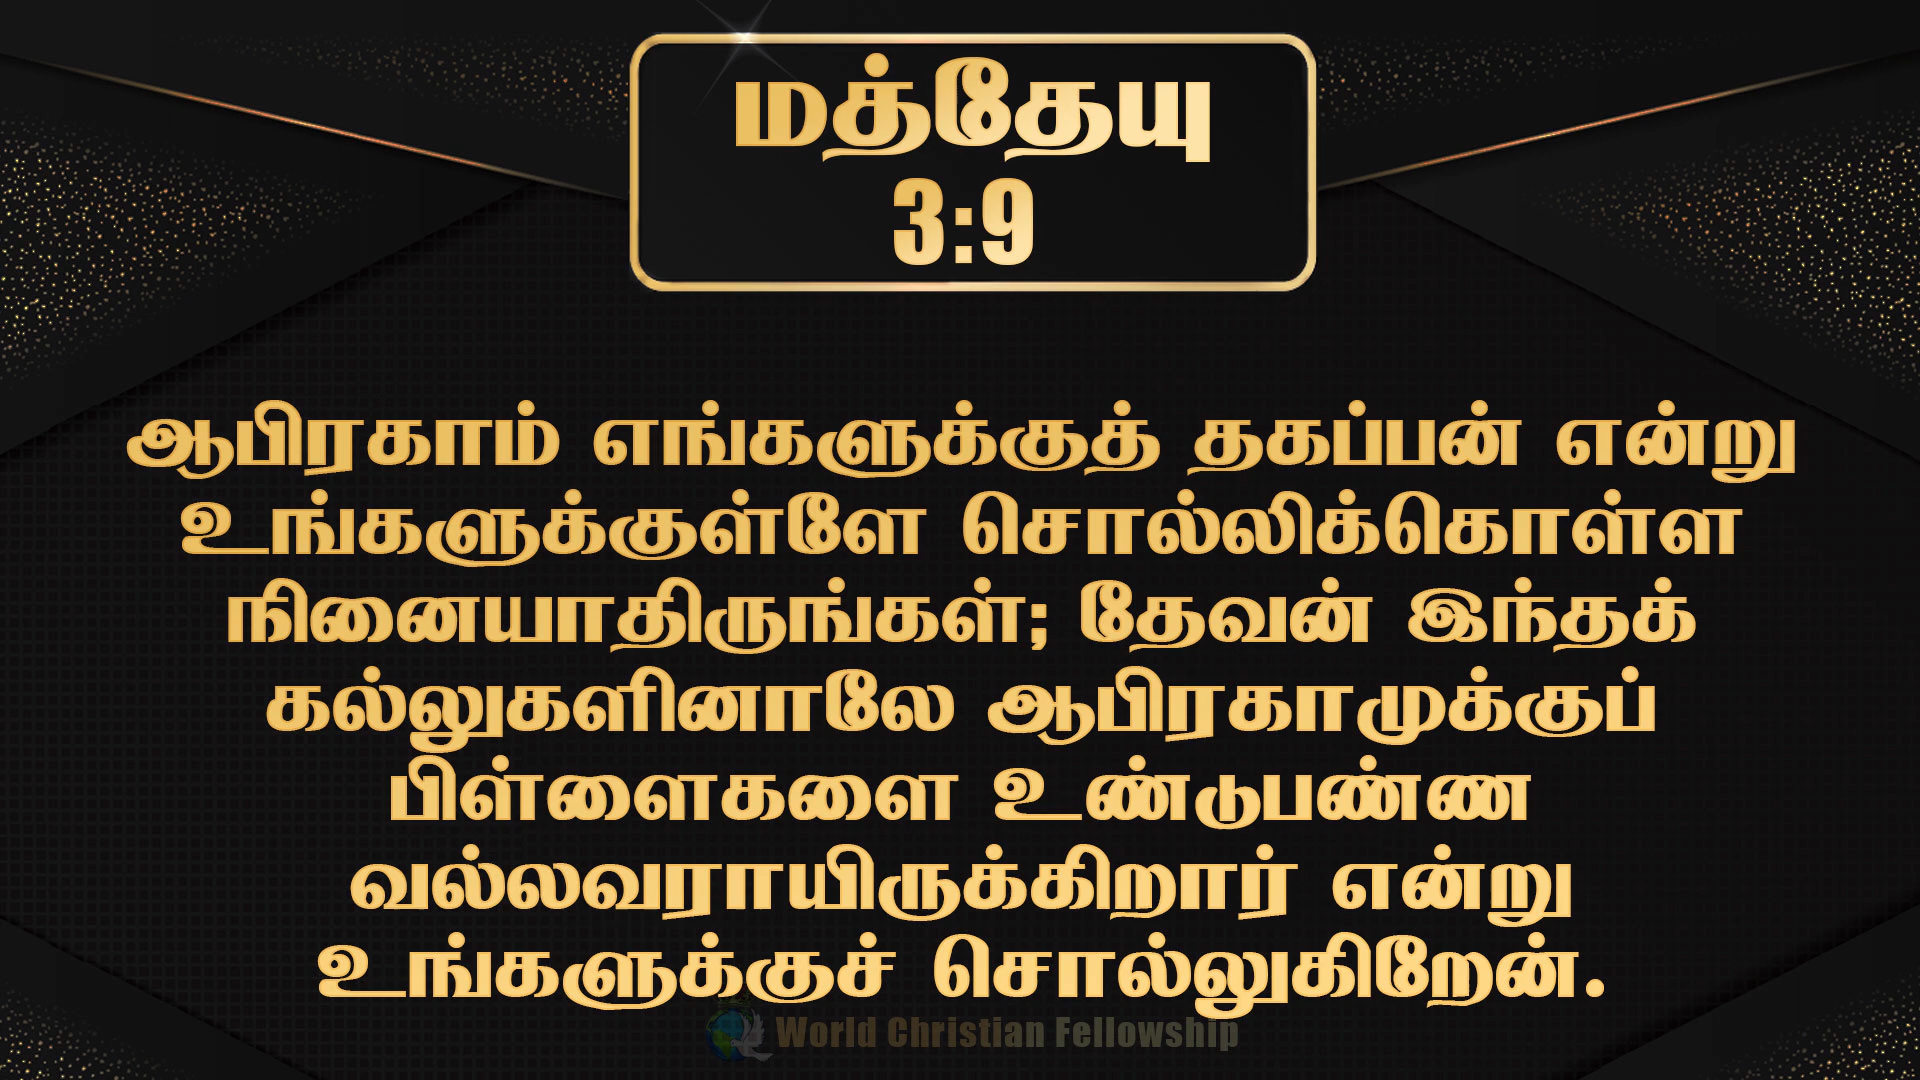 மத்தேயு
3:9
ஆபிரகாம் எங்களுக்குத் தகப்பன் என்று
உங்களுக்குள்ளே சொல்லிக்கொள்ள
நினையாதிருங்கள்; தேவன் இந்தக்
கல்லுகளினாலே ஆபிரகாமுக்குப்
பிள்ளைகளை உண்டுபண்ண
வல்லவராயிருக்கிறார் என்று
உங்களுக்குச் சொல்லுகிறேன்.
World Christian Fellowship